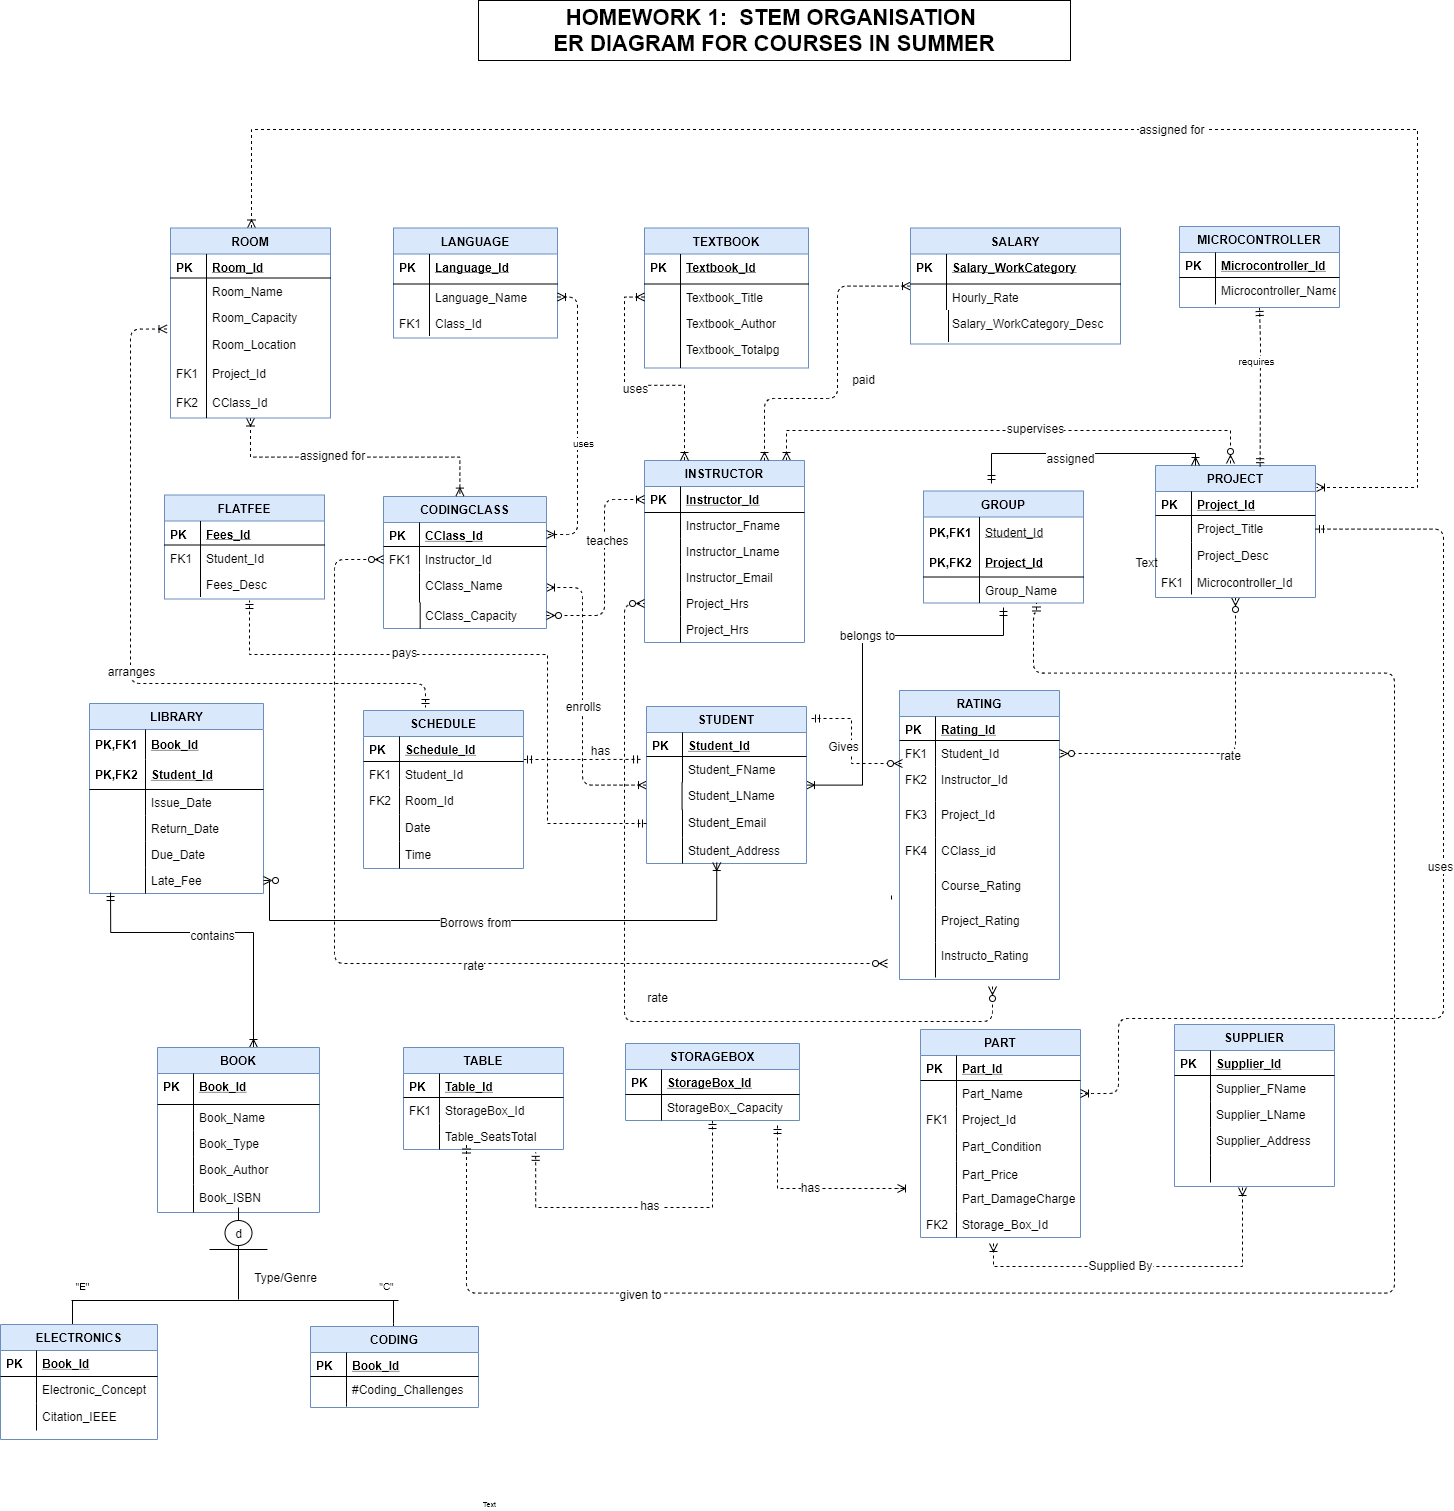 HOMEWORK 1:  STEM ORGANISATION
ER DIAGRAM FOR COURSES IN SUMMER
assigned for
ROOM
PK Room_Id
Room_Name
Room_Capacity
Room_Location
FK1 Project_Id
FK2 CClass_Id
LANGUAGE
PK Language_Id
Language_Name
FK1 Class_Id
TEXTBOOK
PK Textbook_Id
Textbook_Title
Textbook_Author
Textbook_Totalpg
SALARY
PK Salary_WorkCategory
Hourly_Rate
Salary_WorkCategory_Desc
MICROCONTROLLER
PK Microcontroller_Id
Microcontroller_Name
requires
paid
uses
supervises
uses
assigned for
assigned
FLATFEE
PK Fees_Id
FK1 Student_Id
Fees_Desc
CODINGCLASS
PK CClass_Id
FK1 Instructor_Id
CClass_Name
CClass_Capacity
teaches
INSTRUCTOR
PK Instructor_Id
Instructor_Fname
Instructor_Lname
Instructor_Email
Project_Hrs
Project_Hrs
GROUP
PK,FK1 Student_Id
PK,FK2 Project_Id
Group_Name
PROJECT
PK Project_Id
Project_Title
Project_Desc
FK1 Microcontroller_Id
Text
belongs to
pays
arranges
enrolls
LIBRARY
PK,FK1 Book_Id
PK,FK2 Student_Id
Issue_Date
Return_Date
Due_Date
Late_Fee
SCHEDULE
PK Schedule_Id
FK1 Student_Id
FK2 Room_Id
Date
Time
has
STUDENT
PK Student_Id
Student_FName
Student_LName
Student_Email
Student_Address
Gives
RATING
PK Rating_Id
FK1 Student_Id
FK2 Instructor_Id
FK3 Project_Id
FK4 CClass_id
Course_Rating
Project_Rating
Instructo_Rating
rate
uses
Borrows from
contains
rate
rate
BOOK
PK Book_Id
Book_Name
Book_Type
Book_Author
Book_ISBN
TABLE
PK Table_Id
FK1 StorageBox_Id
Table_SeatsTotal
STORAGEBOX
PK StorageBox_Id
StorageBox_Capacity
PART
PK Part_Id
Part_Name
FK1 Project_Id
Part_Condition
Part_Price
Part_DamageCharge
FK2 Storage_Box_Id
SUPPLIER
PK Supplier_Id
Supplier_FName
Supplier_LName
Supplier_Address
has
has
Supplied By
given to
d
Type/Genre
"E"
"C"
ELECTRONICS
PK Book_Id
Electronic_Concept
Citation_IEEE
CODING
PK Book_Id
#Coding_Challenges
Text